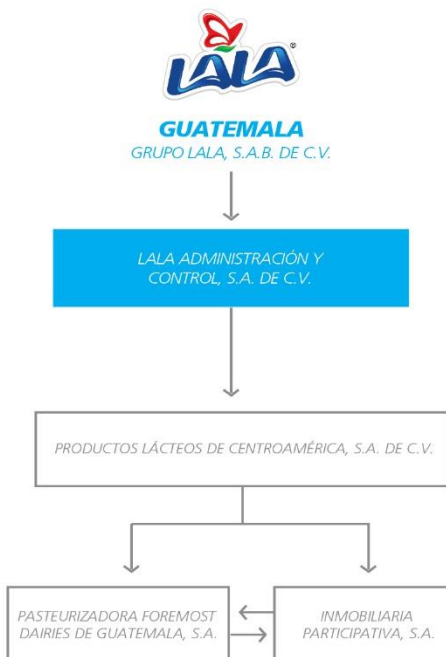 LALA
GUATEMALA
GRUPO LALA, S.A.B. DE C.V.
LALA ADMINISTRACIÓN Y
CONTROL, S.A. DE C.V.
PRODUCTOS LÁCTEOS DE CENTROAMÉRICA, S.A. DE C.V.
PASTEURIZADORA FOREMOST
DAIRIES DE GUATEMALA, S.A.
INMOBILIARIA
PARTICIPATIVA, S.A.